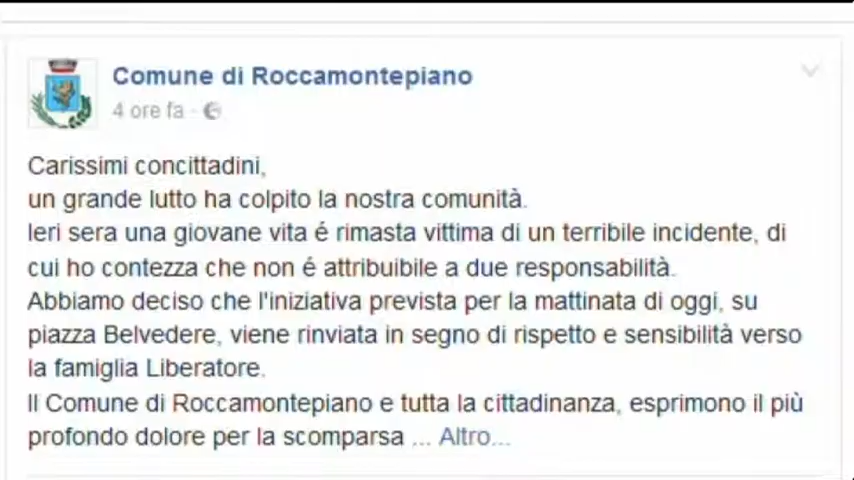 Comune di Roccamontepiano
4 ore fa ·
Carissimi concittadini,
un grande lutto ha colpito la nostra comunità.
Ieri sera una giovane vita é rimasta vittima di un terribile incidente, di
cui ho contezza che non é attribuibile a due responsabilità.
Abbiamo deciso che l'iniziativa prevista per la mattinata di oggi, su
piazza Belvedere, viene rinviata in segno di rispetto e sensibilità verso
la famiglia Liberatore.
Il Comune di Roccamontepiano e tutta la cittadinanza, esprimono il più
profondo dolore per la scomparsa ... Altro...